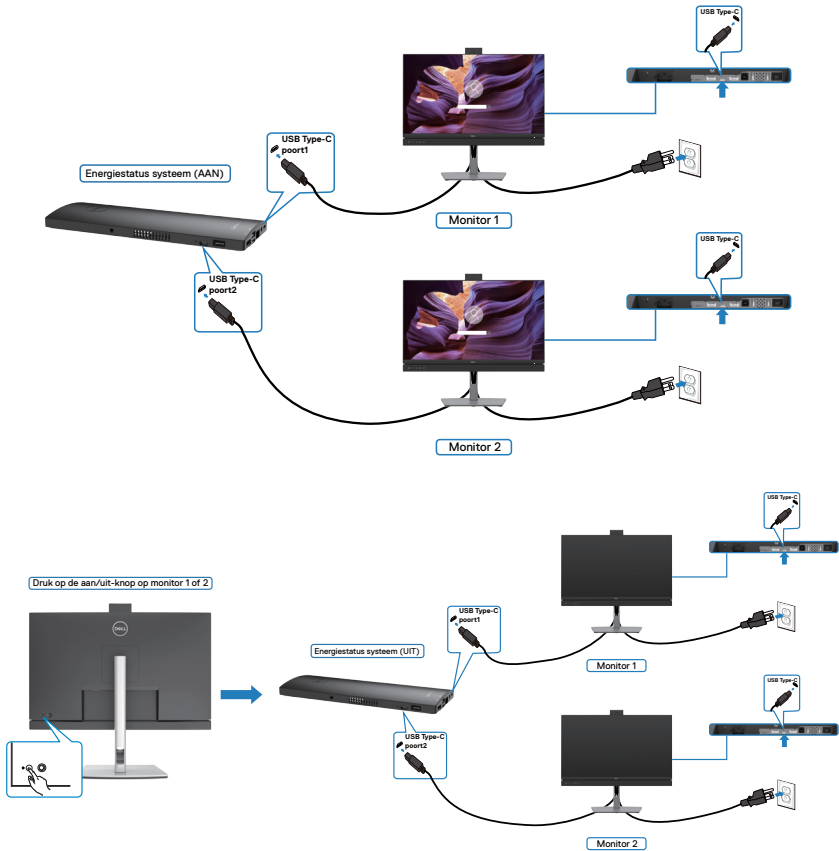 USB Type-C
USB Type-C
poort1
Energiestatus systeem (AAN)
Monitor 1
USB Type-C
USB Type-C
poort2
Monitor 2
USB Type-C
Druk op de aan/uit-knop op monitor 1 of 2
DELL
USB Type-C
poort1
Energiestatus systeem (UIT)
Monitor 1
USB Type-C
USB Type-C
poort2
Monitor 2